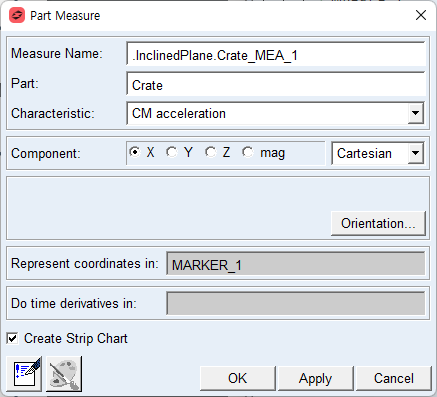 Part Measure
Measure Name: .InclinedPlane.Crate_MEA_1
Part: Crate
Characteristic: CM acceleration
Component: X Y Z mag Cartesian
Orientation...
Represent coordinates in: MARKER_1
Do time derivatives in:
Create Strip Chart
OK Apply Cancel